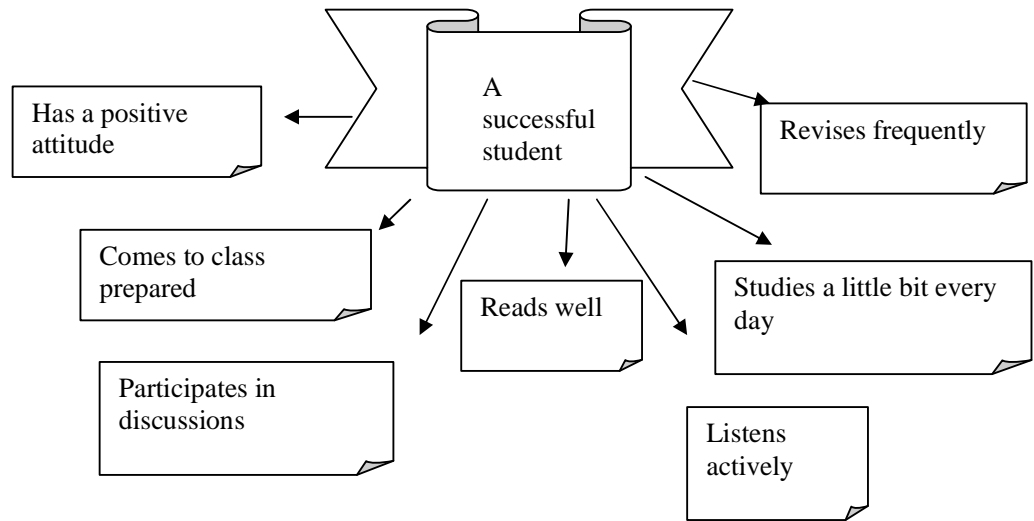 A
successful
student
Has a positive
attitude
Revises frequently
Comes to class
prepared
Reads well
Studies a little bit every
day
Participates in
discussions
Listens
actively